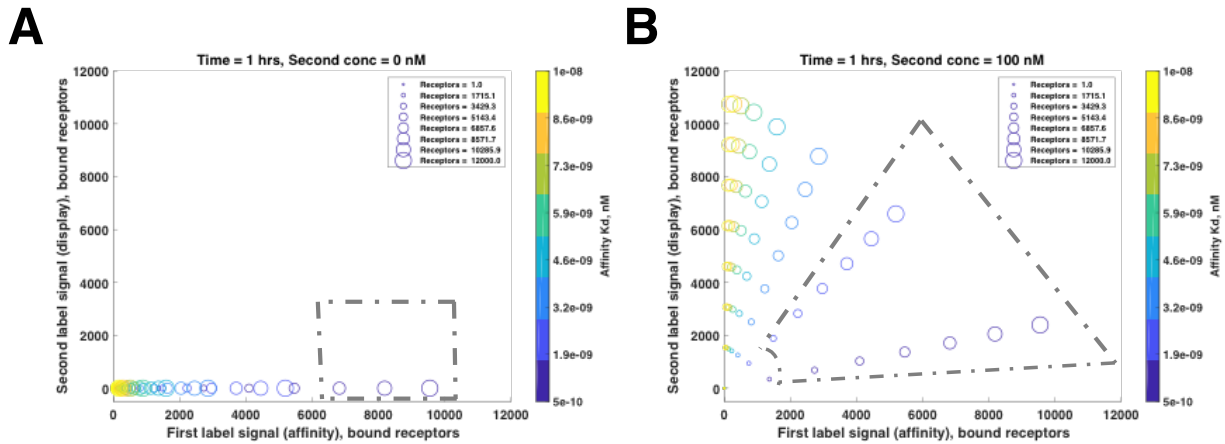 A
Time = 1 hrs, Second conc = 0 nM
Second label signal (display), bound receptors
12000
10000
8000
6000
4000
2000
0
0
2000
4000
6000
8000
10000
12000
First label signal (affinity), bound receptors
Receptors = 1.0
Receptors = 1715.1
Receptors = 3429.3
Receptors = 5143.4
Receptors = 6857.6
Receptors = 8571.7
Receptors = 10285.9
Receptors = 12000.0
1e-08
8.6e-09
7.3e-09
5.9e-09
4.6e-09
3.2e-09
1.9e-09
5e-10
Affinity Kd, nM
B
Time = 1 hrs, Second conc = 100 nM
Second label signal (display), bound receptors
12000
10000
8000
6000
4000
2000
0
0
2000
4000
6000
8000
10000
12000
First label signal (affinity), bound receptors
Receptors = 1.0
Receptors = 1715.1
Receptors = 3429.3
Receptors = 5143.4
Receptors = 6857.6
Receptors = 8571.7
Receptors = 10285.9
Receptors = 12000.0
1e-08
8.6e-09
7.3e-09
5.9e-09
4.6e-09
3.2e-09
1.9e-09
5e-10
Affinity Kd, nM